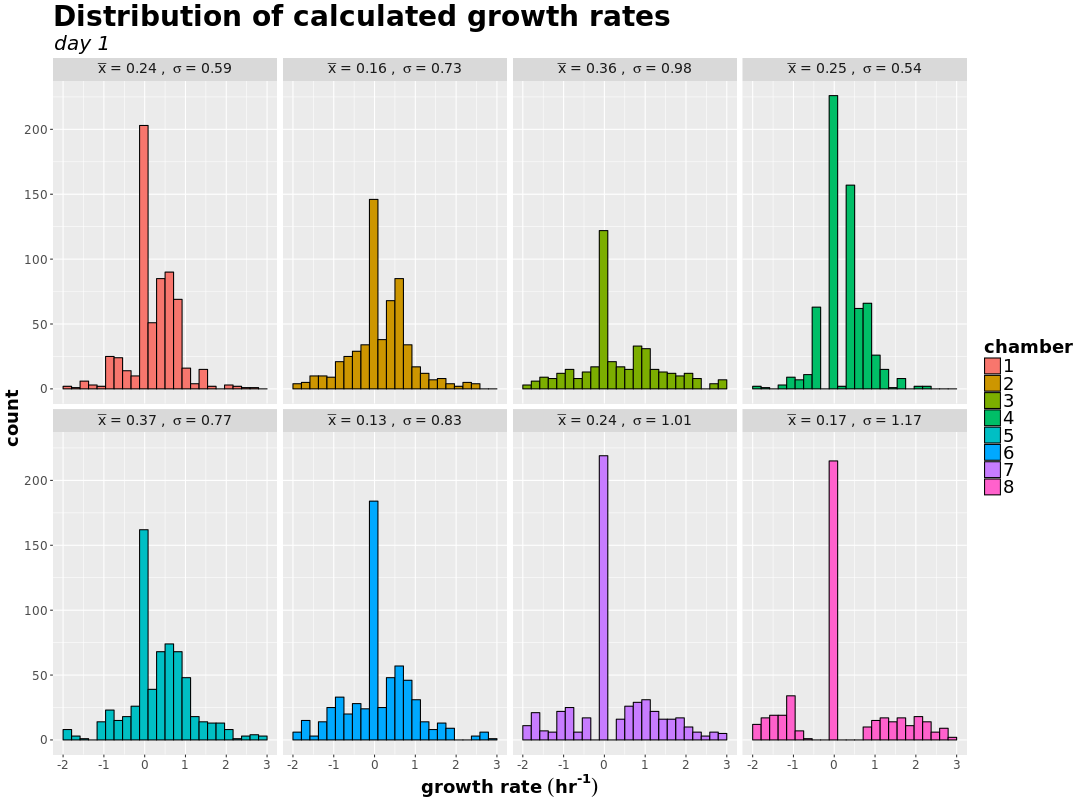 Distribution of calculated growth rates
day 1
x̅ = 0.24 , σ = 0.59
x̅ = 0.16 , σ = 0.73
x̅ = 0.36 , σ = 0.98
x̅ = 0.25 , σ = 0.54
200
150
100
50
0
x̅ = 0.37 , σ = 0.77
x̅ = 0.13 , σ = 0.83
x̅ = 0.24 , σ = 1.01
x̅ = 0.17 , σ = 1.17
200
150
100
50
0
-2 -1 0 1 2 3
-2 -1 0 1 2 3
-2 -1 0 1 2 3
-2 -1 0 1 2 3
count
growth rate (hr⁻¹)
chamber
1
2
3
4
5
6
7
8